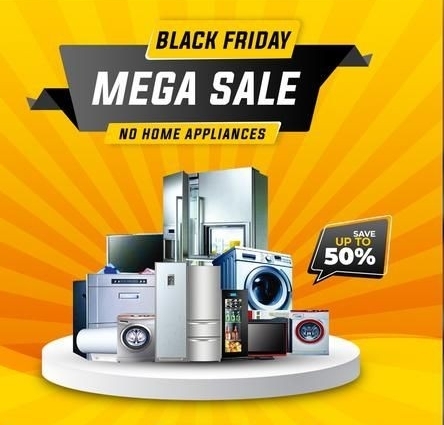 BLACK FRIDAY
MEGA SALE
NO HOME APPLIANCES
SAVE
UP TO
50%